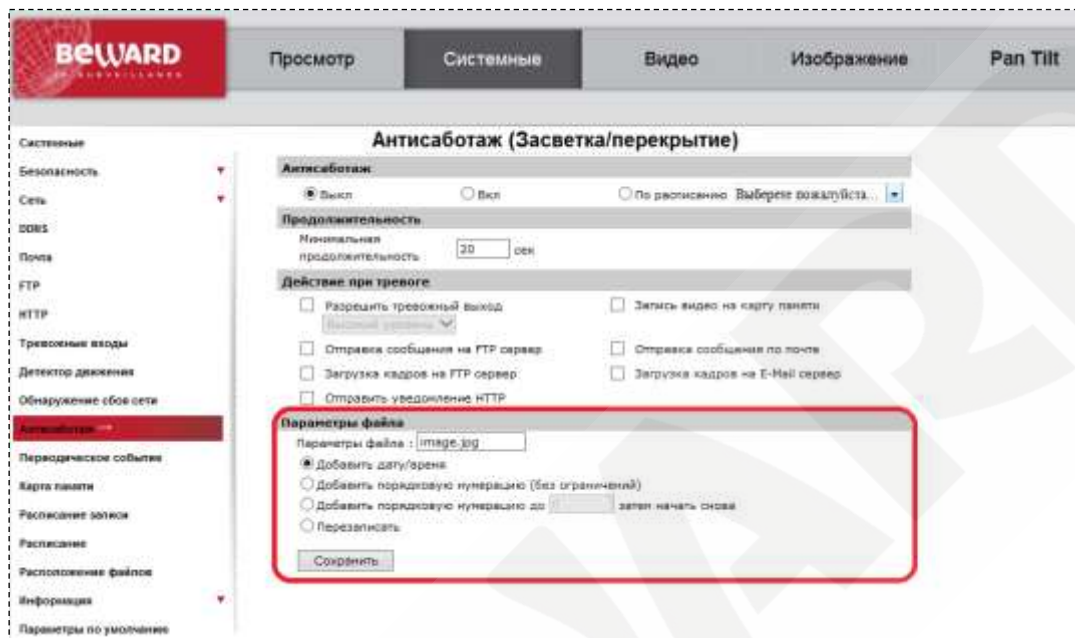 BEWARD
Просмотр
Системные
Видео
Изображение
Pan Tilt
Системные
Безопасность
Сеть
DDNS
Почта
FTP
HTTP
Тревожные входы
Детектор движения
Обнаружение сбоя сети
Антисаботаж
Периодическое событие
Карта памяти
Расписание записи
Расписание
Расположение файлов
Информация
Параметры по умолчанию
Антисаботаж (Засветка/перекрытие)
Антисаботаж
Выкл Вкл По расписанию Выберете пожалуйста...
Продолжительность
Минимальная
продолжительность 20 сек
Действие при тревоге
Разрешить тревожный выход Запись видео на карту памяти
Высокий уровень
Отправка сообщения на FTP сервер Отправка сообщения по почте
Загрузка кадров на FTP сервер Загрузка кадров на E-Mail сервер
Отправить уведомление HTTP
Параметры файла
Параметры файла : image.jpg
Добавить дату/время
Добавить порядковую нумерацию (без ограничений)
Добавить порядковую нумерацию до затем начать снова
Перезаписать
Сохранить